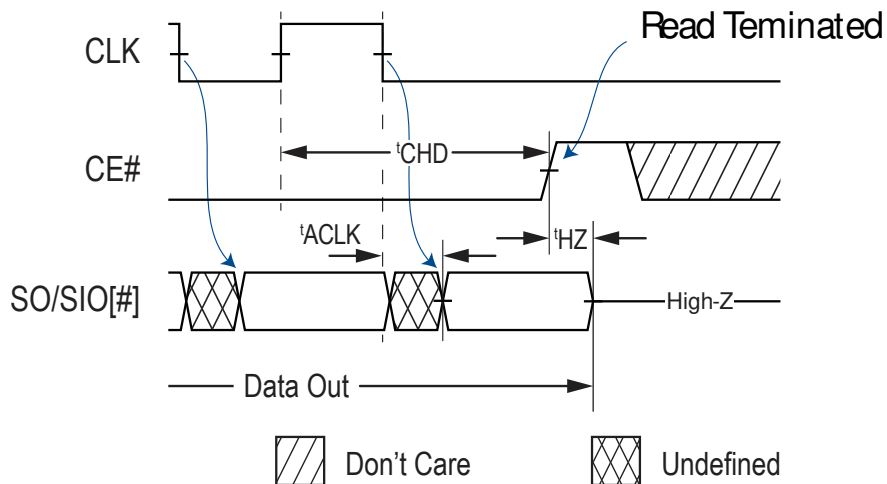 Read Teminated
CLK
tCHD
CE#
tACLK
tHZ
SO/SIO[#]
High-Z
Data Out
Don't Care
Undefined